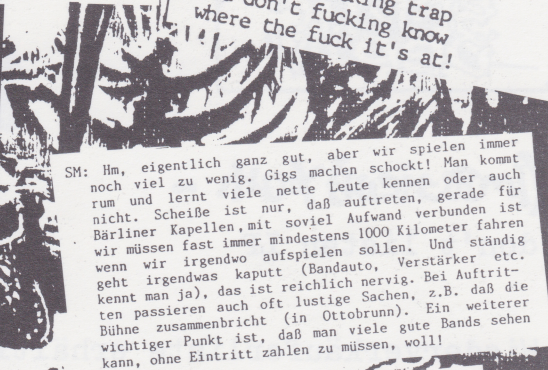 ting trap
don't fucking know
where the fuck it's at!
SM: Hm, eigentlich ganz gut, aber wir spielen immer
noch viel zu wenig. Gigs machen schockt! Man kommt
rum und lernt viele nette Leute kennen oder auch
nicht. Scheiße ist nur, daß auftreten, gerade für
Bärliner Kapellen, mit soviel Aufwand verbunden ist
wir müssen fast immer mindestens 1000 Kilometer fahren
wenn wir irgendwo aufspielen sollen. Und ständig
geht irgendwas kaputt (Bandauto, Verstärker etc.
kennt man ja), das ist reichlich nervig. Bei Auftrit-
ten passieren auch oft lustige Sachen, z.B. daß die
Bühne zusammenbricht (in Ottobrunn). Ein weiterer
wichtiger Punkt ist, daß man viele gute Bands sehen
kann, ohne Eintritt zahlen zu müssen, woll!